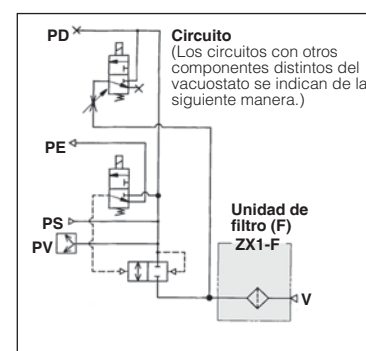 PD
Circuito
(Los circuitos con otros
componentes distintos del
vacuostato se indican de la
siguiente manera.)
PE
PS
PV
Unidad de
filtro (F)
ZX1-F
V